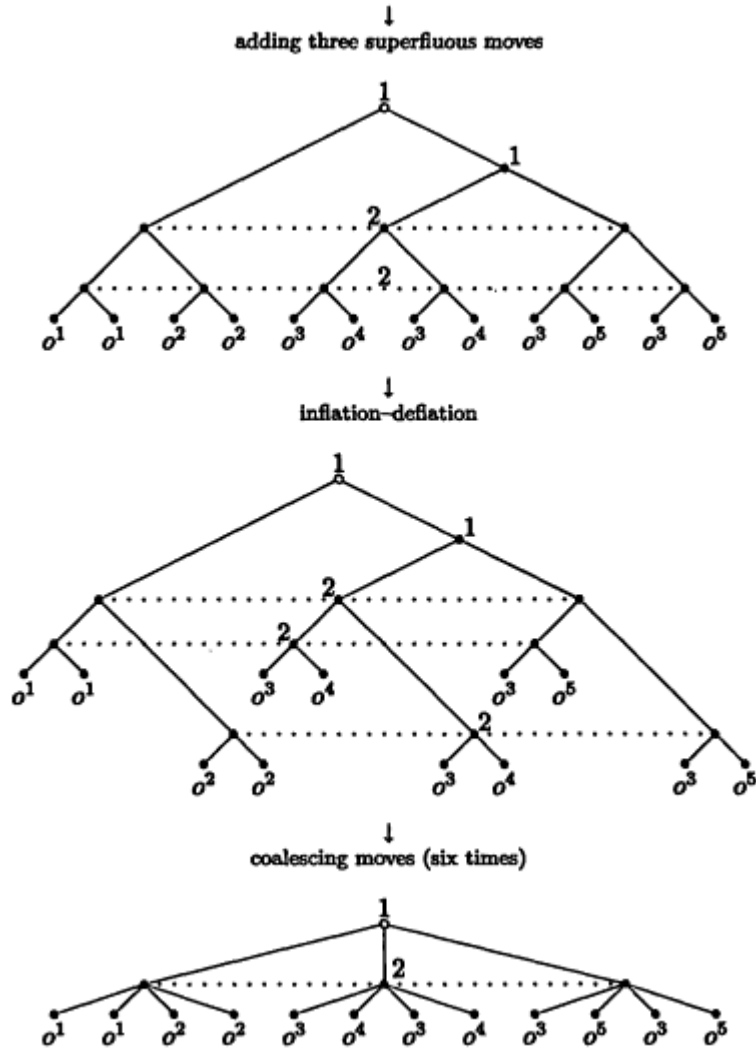 ↓
adding three superfluous moves
1
1
2
2
o¹ o¹ o² o² o³ o⁴ o³ o⁴ o³ o⁵ o³ o⁵
↓
inflation–deflation
1
1
2
2
o¹ o¹ o³ o⁴ o³ o⁵
2
o² o² o³ o⁴ o³ o⁵
↓
coalescing moves (six times)
1
2
o¹ o¹ o² o² o³ o⁴ o³ o⁴ o³ o⁵ o³ o⁵